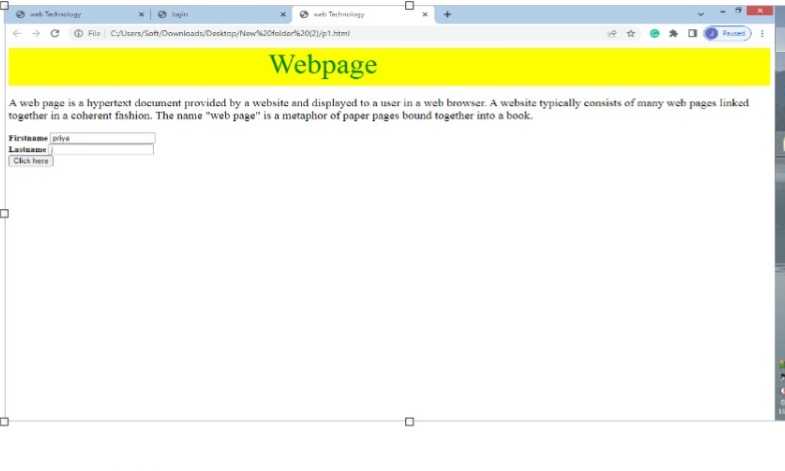 web Technology
login
web Technology
File
C:/Users/Soft/Downloads/Desktop/New%20folder%20(2)/p1.html
Paused
Webpage
A web page is a hypertext document provided by a website and displayed to a user in a web browser. A website typically consists of many web pages linked
together in a coherent fashion. The name "web page" is a metaphor of paper pages bound together into a book.
Firstname priya
Lastname j
Click here